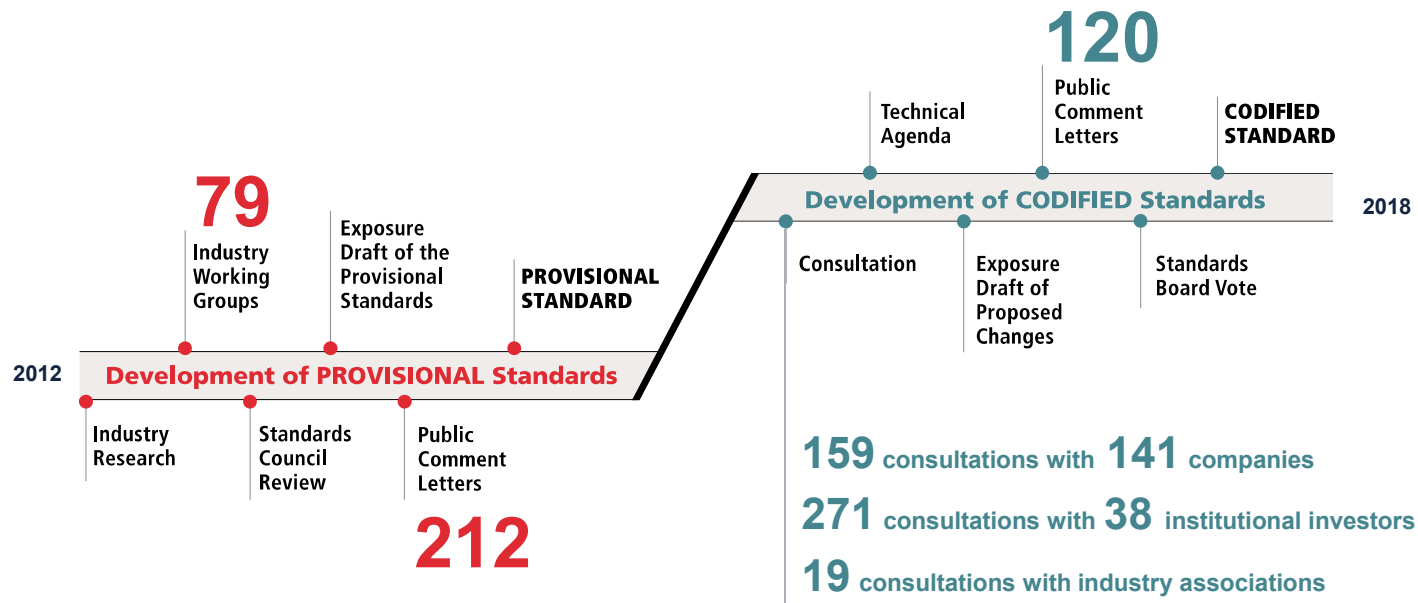 2012
Development of PROVISIONAL Standards
Industry
Research
79
Industry
Working
Groups
Standards
Council
Review
Exposure
Draft of the
Provisional
Standards
Public
Comment
Letters
212
PROVISIONAL
STANDARD
Development of CODIFIED Standards
2018
Consultation
159 consultations with 141 companies
271 consultations with 38 institutional investors
19 consultations with industry associations
Technical
Agenda
Exposure
Draft of
Proposed
Changes
120
Public
Comment
Letters
Standards
Board Vote
CODIFIED
STANDARD